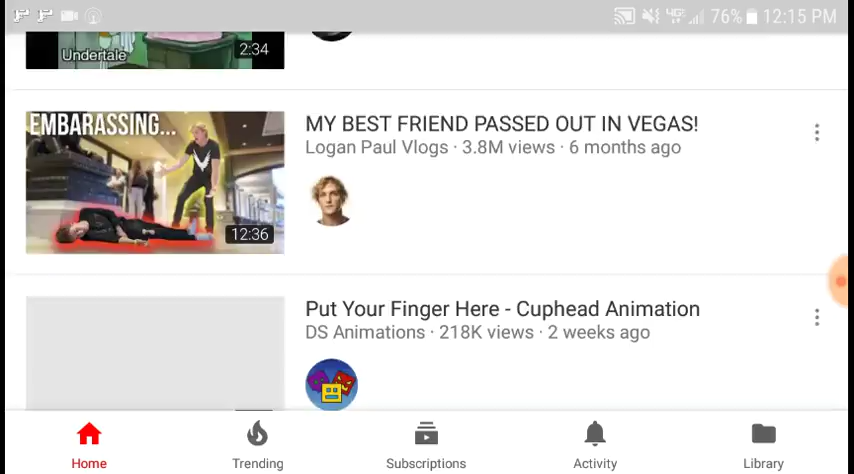 76% 12:15 PM
Undertale
2:34
EMBARASSING...
12:36
MY BEST FRIEND PASSED OUT IN VEGAS!
Logan Paul Vlogs · 3.8M views · 6 months ago
Put Your Finger Here - Cuphead Animation
DS Animations · 218K views · 2 weeks ago
Home
Trending
Subscriptions
Activity
Library